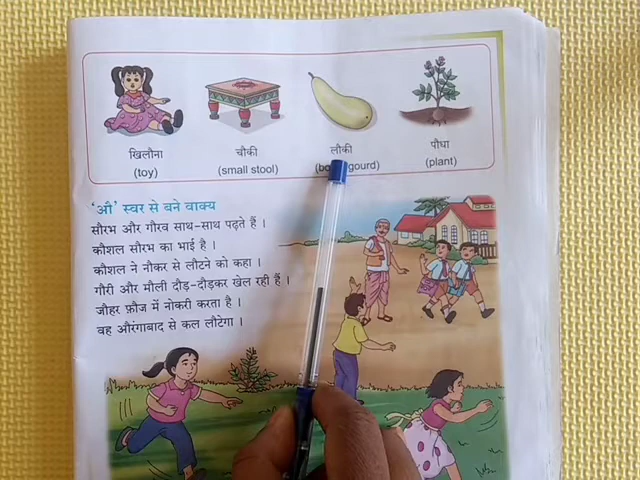 खिलौना चौकी लौकी पौधा
(toy) (small stool) gourd) (plant)
'औ' स्वर से बने वाक्य
सौरभ और गौरव साथ-साथ पढ़ते हैं ।
कौशल सौरभ का भाई है ।
कौशल ने नौकर से लौटने को कहा ।
गौरी और मौली दौड़-दौड़कर खेल रही हैं ।
जौहर फ़ौज में नोकरी करता है ।
वह औरंगाबाद से कल लौटेगा ।